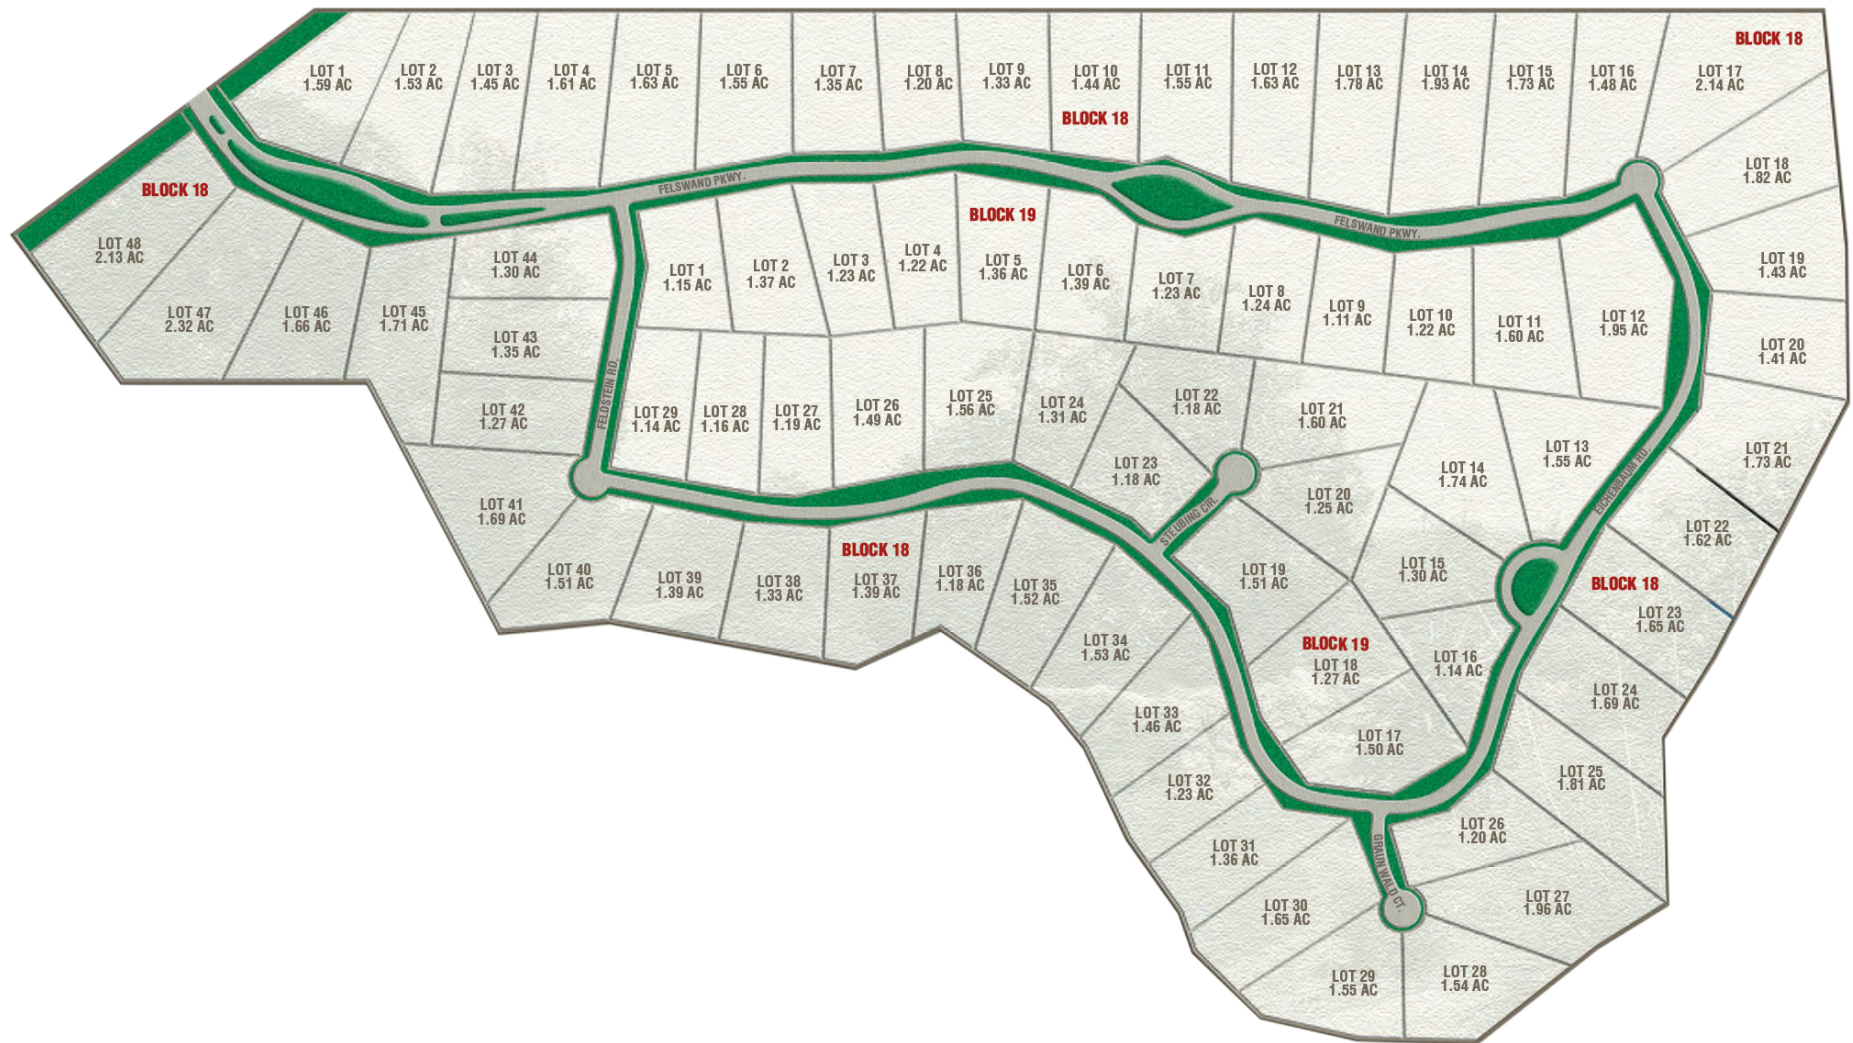 BLOCK 18
LOT 1
1.59 AC
LOT 2
1.53 AC
LOT 3
1.45 AC
LOT 4
1.61 AC
LOT 5
1.63 AC
LOT 6
1.55 AC
LOT 7
1.35 AC
LOT 8
1.20 AC
LOT 9
1.33 AC
LOT 10
1.44 AC
LOT 11
1.55 AC
LOT 12
1.63 AC
LOT 13
1.78 AC
LOT 14
1.93 AC
LOT 15
1.73 AC
LOT 16
1.48 AC
LOT 17
2.14 AC
BLOCK 18
LOT 18
1.82 AC
BLOCK 18
FELSWAND PKWY.
BLOCK 19
FELSWAND PKWY.
LOT 48
2.13 AC
LOT 47
2.32 AC
LOT 46
1.66 AC
LOT 45
1.71 AC
LOT 44
1.30 AC
LOT 43
1.35 AC
LOT 42
1.27 AC
FELDSTEIN RD.
LOT 1
1.15 AC
LOT 2
1.37 AC
LOT 3
1.23 AC
LOT 4
1.22 AC
LOT 5
1.36 AC
LOT 6
1.39 AC
LOT 7
1.23 AC
LOT 8
1.24 AC
LOT 9
1.11 AC
LOT 10
1.22 AC
LOT 11
1.60 AC
LOT 12
1.95 AC
LOT 19
1.43 AC
LOT 20
1.41 AC
LOT 29
1.14 AC
LOT 28
1.16 AC
LOT 27
1.19 AC
LOT 26
1.49 AC
LOT 25
1.56 AC
LOT 24
1.31 AC
LOT 22
1.18 AC
LOT 21
1.60 AC
LOT 23
1.18 AC
LOT 20
1.25 AC
LOT 14
1.74 AC
LOT 13
1.55 AC
EICHENBAUM RD.
LOT 21
1.73 AC
LOT 22
1.62 AC
STEUBING CIR.
LOT 41
1.69 AC
LOT 40
1.51 AC
LOT 39
1.39 AC
LOT 38
1.33 AC
BLOCK 18
LOT 37
1.39 AC
LOT 36
1.18 AC
LOT 35
1.52 AC
LOT 34
1.53 AC
LOT 19
1.51 AC
LOT 15
1.30 AC
BLOCK 18
LOT 23
1.65 AC
BLOCK 19
LOT 18
1.27 AC
LOT 16
1.14 AC
LOT 24
1.69 AC
LOT 33
1.46 AC
LOT 17
1.50 AC
LOT 32
1.23 AC
LOT 25
1.81 AC
LOT 31
1.36 AC
LOT 26
1.20 AC
GRAUN WALD CT.
LOT 30
1.65 AC
LOT 27
1.96 AC
LOT 29
1.55 AC
LOT 28
1.54 AC